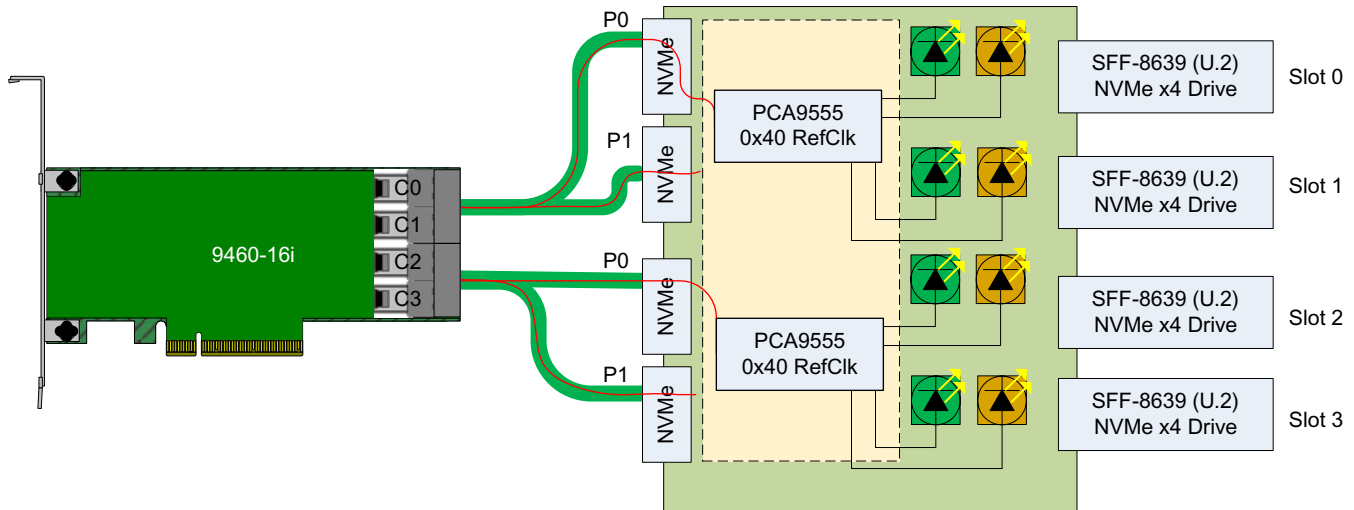 P0
NVMe
P1
NVMe
P0
NVMe
P1
NVMe
C0
C1
C2
C3
9460-16i
PCA9555
0x40 RefClk
PCA9555
0x40 RefClk
SFF-8639 (U.2)
NVMe x4 Drive
Slot 0
SFF-8639 (U.2)
NVMe x4 Drive
Slot 1
SFF-8639 (U.2)
NVMe x4 Drive
Slot 2
SFF-8639 (U.2)
NVMe x4 Drive
Slot 3